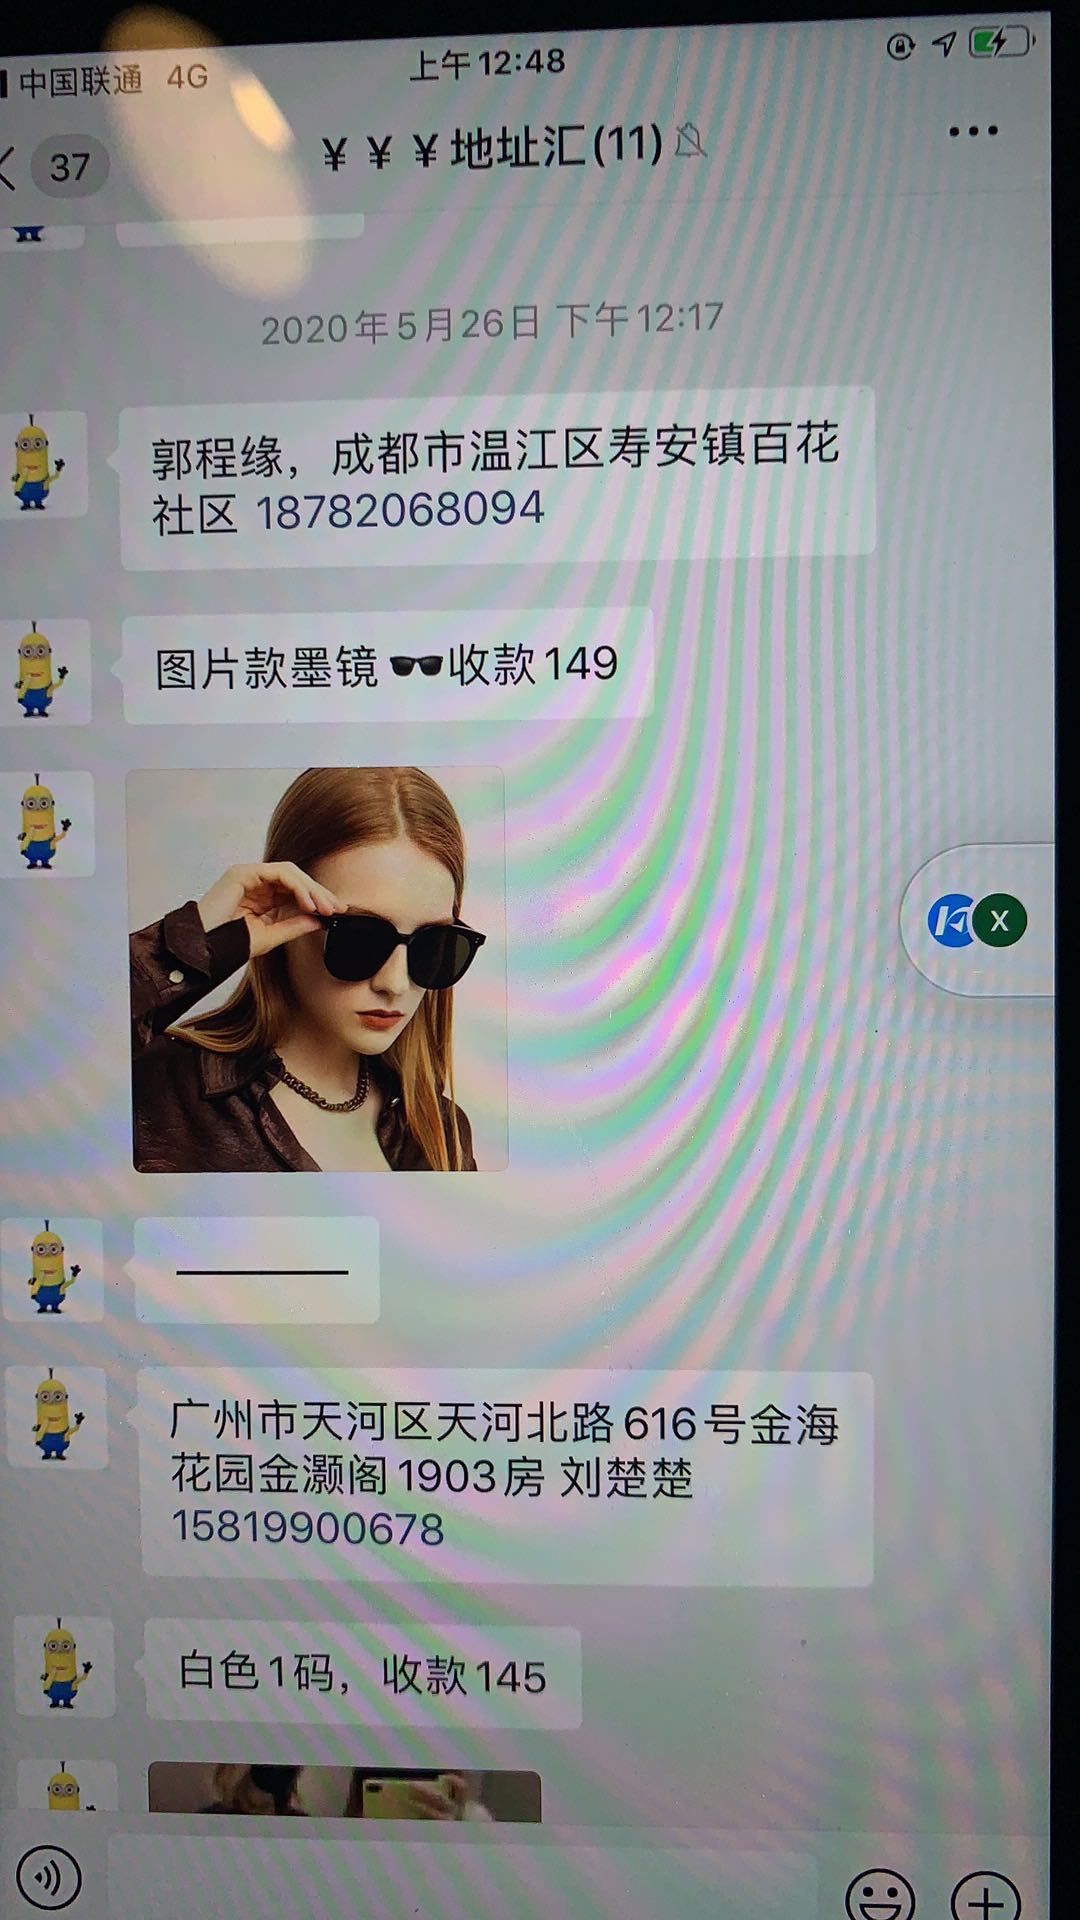 中国联通 4G
上午12:48
37
¥ ¥ ¥地址汇(11)
2020年5月26日 下午12:17
郭程缘，成都市温江区寿安镇百花
社区 18782068094
图片款墨镜🕶收款149
X
广州市天河区天河北路616号金海
花园金灏阁1903房 刘楚楚
15819900678
白色1码，收款145